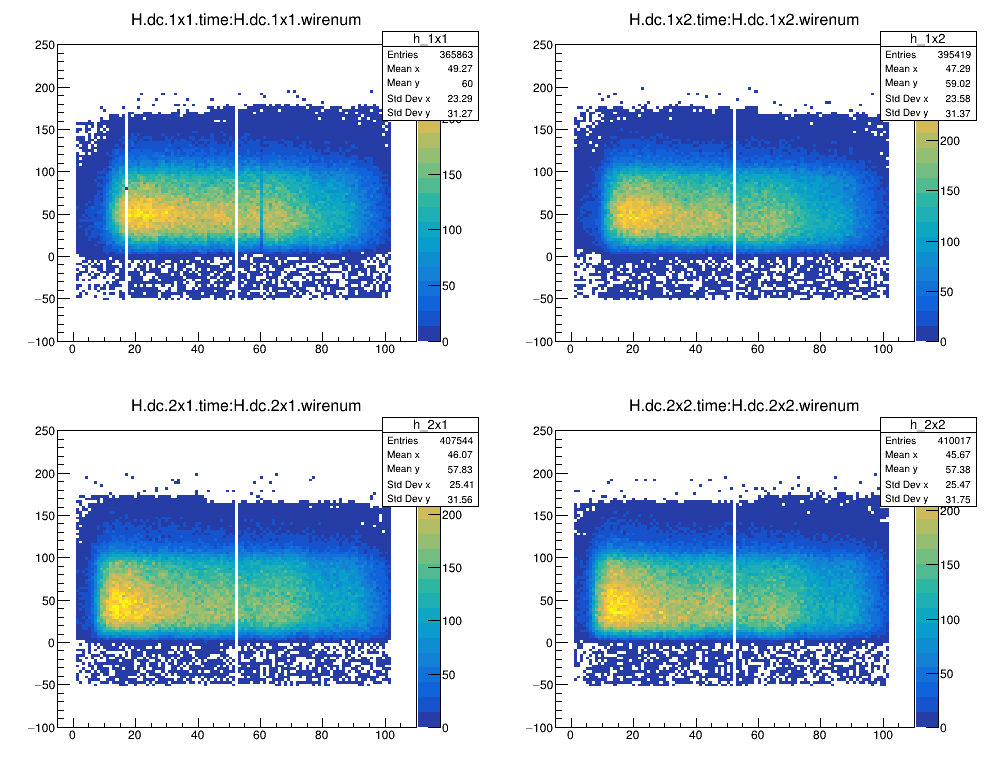 H.dc.1x1.time:H.dc.1x1.wirenum
h_1x1
Entries 365863
Mean x 49.27
Mean y 60
Std Dev x 23.29
Std Dev y 31.27
250
200
150
100
50
0
−50
−100
0 20 40 60 80 100
200
150
100
50
0
H.dc.1x2.time:H.dc.1x2.wirenum
h_1x2
Entries 395419
Mean x 47.29
Mean y 59.02
Std Dev x 23.58
Std Dev y 31.37
250
200
150
100
50
0
−50
−100
0 20 40 60 80 100
200
150
100
50
0
H.dc.2x1.time:H.dc.2x1.wirenum
h_2x1
Entries 407544
Mean x 46.07
Mean y 57.83
Std Dev x 25.41
Std Dev y 31.56
250
200
150
100
50
0
−50
−100
0 20 40 60 80 100
200
150
100
50
0
H.dc.2x2.time:H.dc.2x2.wirenum
h_2x2
Entries 410017
Mean x 45.67
Mean y 57.38
Std Dev x 25.47
Std Dev y 31.75
250
200
150
100
50
0
−50
−100
0 20 40 60 80 100
200
150
100
50
0